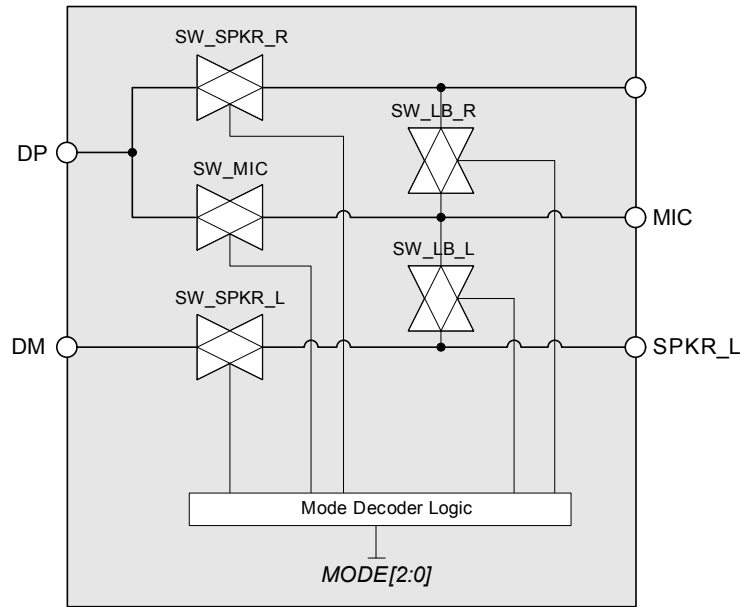 SW_SPKR_R
SW_LB_R
DP
SW_MIC
MIC
SW_LB_L
SW_SPKR_L
DM
SPKR_L
Mode Decoder Logic
MODE[2:0]